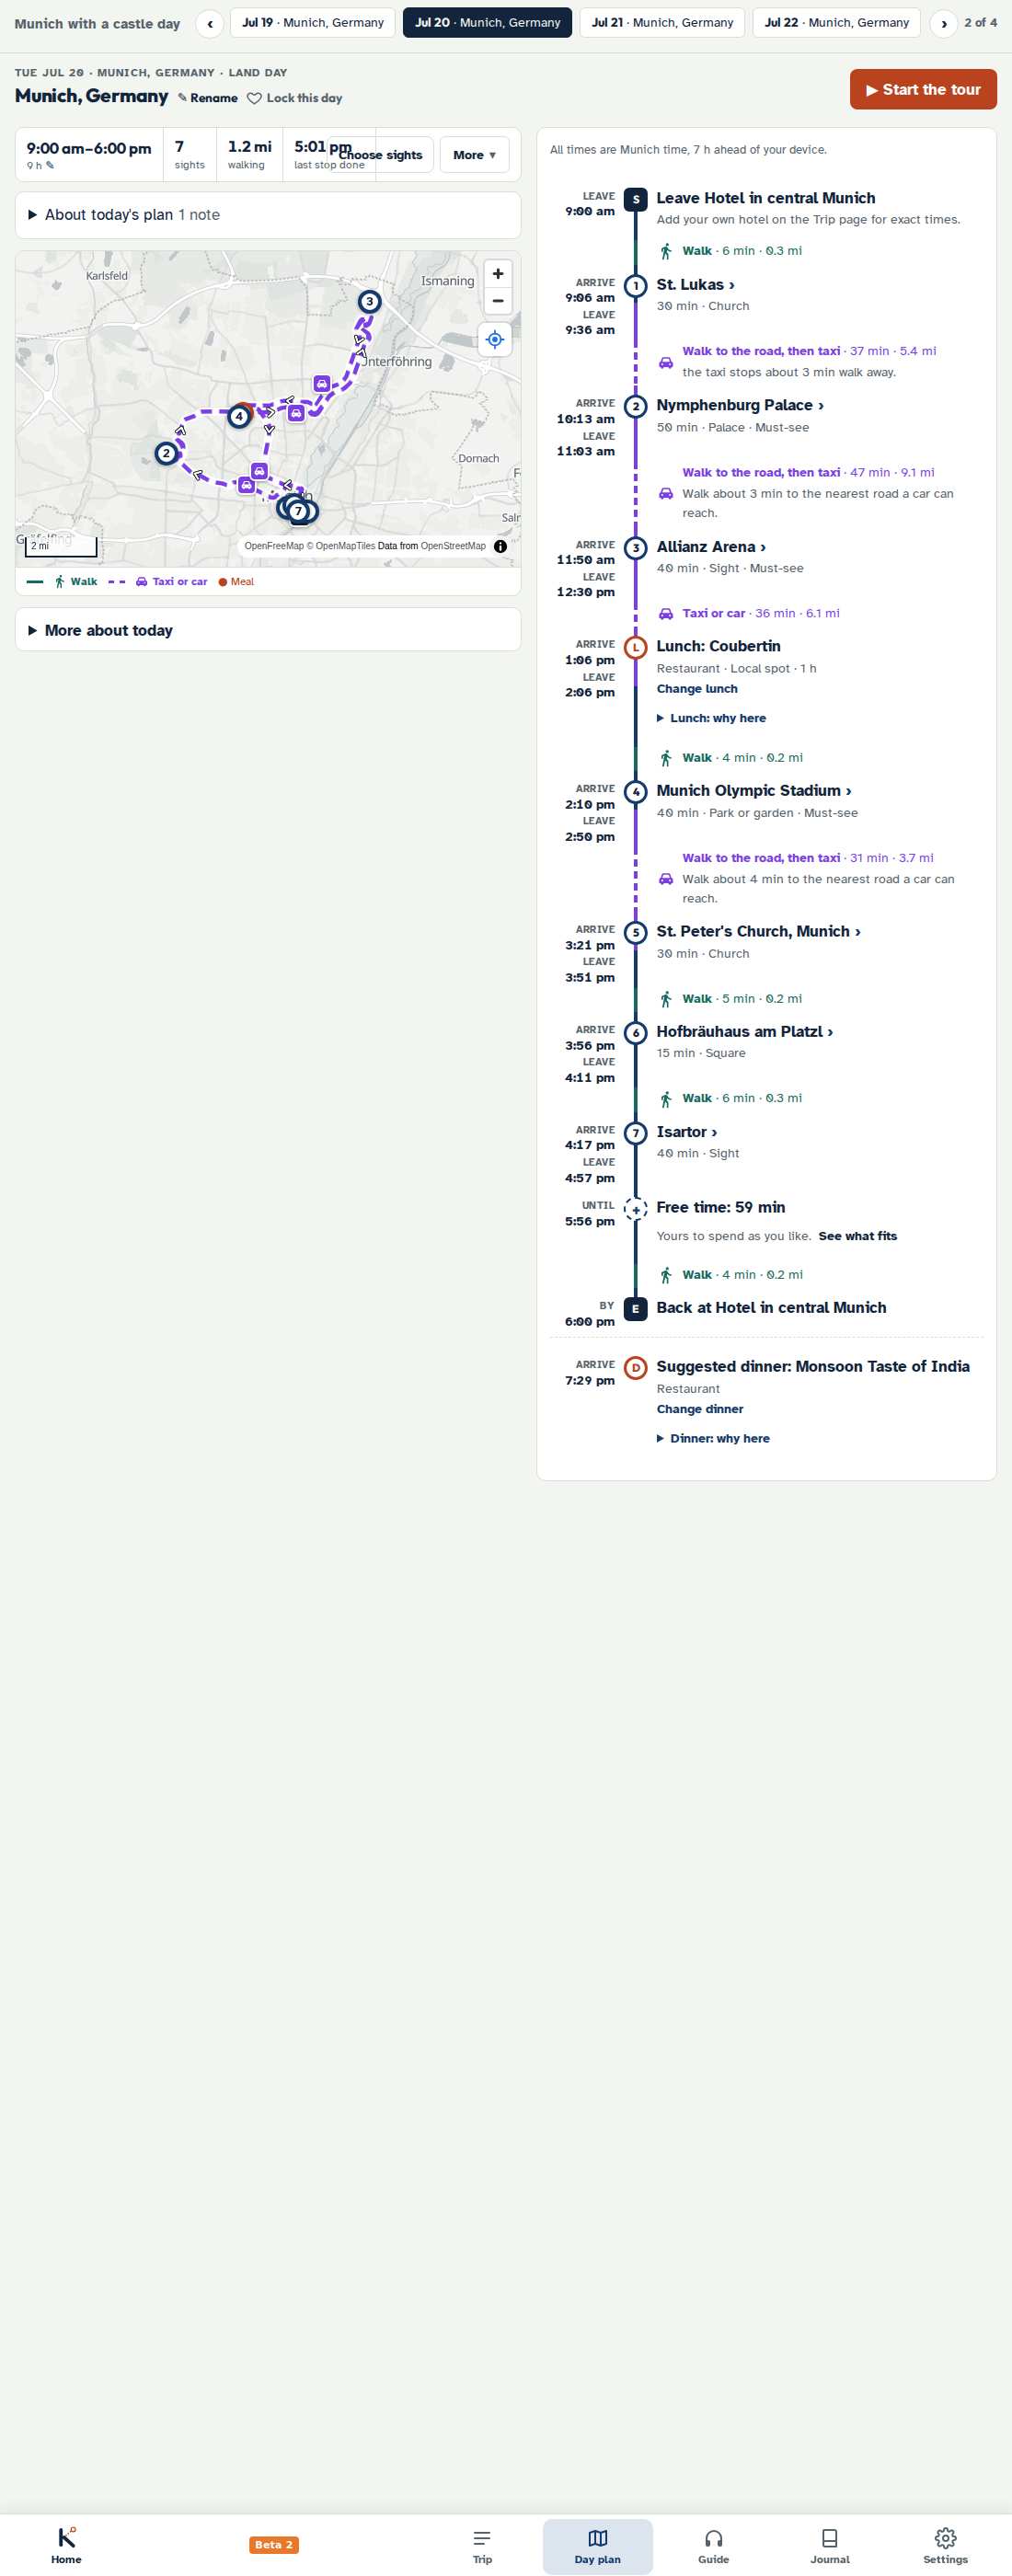 Munich with a castle day
‹
Jul 19 · Munich, Germany
Jul 20 · Munich, Germany
Jul 21 · Munich, Germany
Jul 22 · Munich, Germany
›
2 of 4
TUE JUL 20 · MUNICH, GERMANY · LAND DAY
Munich, Germany ✎ Rename ♡ Lock this day
▶ Start the tour
9:00 am–6:00 pm
9 h ✎
7
sights
1.2 mi
walking
5:01 pm
last stop done
Choose sights
More ▾
▶ About today's plan 1 note
Karlsfeld
Ismaning
3
Unterföhring
4
2
Dornach
7
2 mi
OpenFreeMap © OpenMapTiles Data from OpenStreetMap
Walk
Taxi or car
Meal
▶ More about today
All times are Munich time, 7 h ahead of your device.
LEAVE
9:00 am
S
Leave Hotel in central Munich
Add your own hotel on the Trip page for exact times.
Walk · 6 min · 0.3 mi
ARRIVE
9:06 am
LEAVE
9:36 am
1
St. Lukas ›
30 min · Church
Walk to the road, then taxi · 37 min · 5.4 mi
the taxi stops about 3 min walk away.
ARRIVE
10:13 am
LEAVE
11:03 am
2
Nymphenburg Palace ›
50 min · Palace · Must-see
Walk to the road, then taxi · 47 min · 9.1 mi
Walk about 3 min to the nearest road a car can
reach.
ARRIVE
11:50 am
LEAVE
12:30 pm
3
Allianz Arena ›
40 min · Sight · Must-see
Taxi or car · 36 min · 6.1 mi
ARRIVE
1:06 pm
LEAVE
2:06 pm
L
Lunch: Coubertin
Restaurant · Local spot · 1 h
Change lunch
▶ Lunch: why here
Walk · 4 min · 0.2 mi
ARRIVE
2:10 pm
LEAVE
2:50 pm
4
Munich Olympic Stadium ›
40 min · Park or garden · Must-see
Walk to the road, then taxi · 31 min · 3.7 mi
Walk about 4 min to the nearest road a car can
reach.
ARRIVE
3:21 pm
LEAVE
3:51 pm
5
St. Peter's Church, Munich ›
30 min · Church
Walk · 5 min · 0.2 mi
ARRIVE
3:56 pm
LEAVE
4:11 pm
6
Hofbräuhaus am Platzl ›
15 min · Square
Walk · 6 min · 0.3 mi
ARRIVE
4:17 pm
LEAVE
4:57 pm
7
Isartor ›
40 min · Sight
UNTIL
5:56 pm
+
Free time: 59 min
Yours to spend as you like. See what fits
Walk · 4 min · 0.2 mi
BY
6:00 pm
E
Back at Hotel in central Munich
ARRIVE
7:29 pm
D
Suggested dinner: Monsoon Taste of India
Restaurant
Change dinner
▶ Dinner: why here
Home
Beta 2
Trip
Day plan
Guide
Journal
Settings